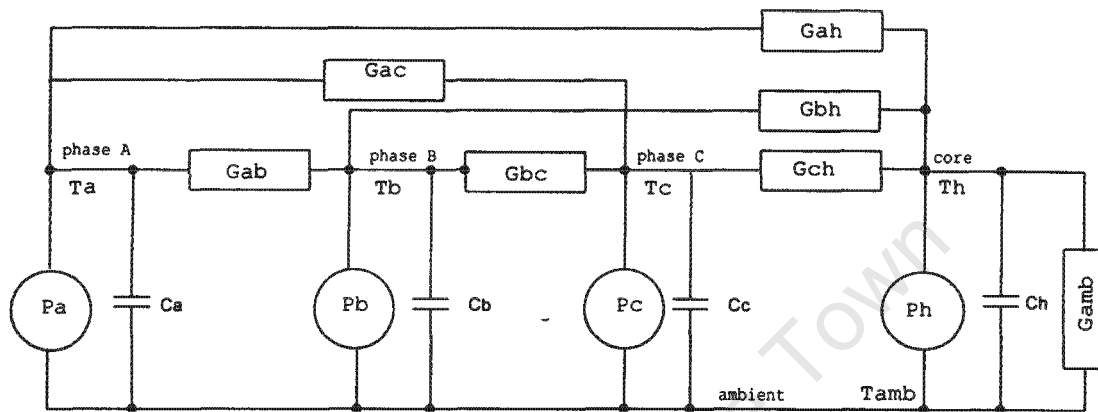 Gah
Gac
Gbh
phase A
phase B
phase C
core
Gab
Gbc
Gch
Ta
Tb
Tc
Th
Pa
Ca
Pb
Cb
Pc
Cc
Ph
Ch
Gamb
ambient
Tamb
Town